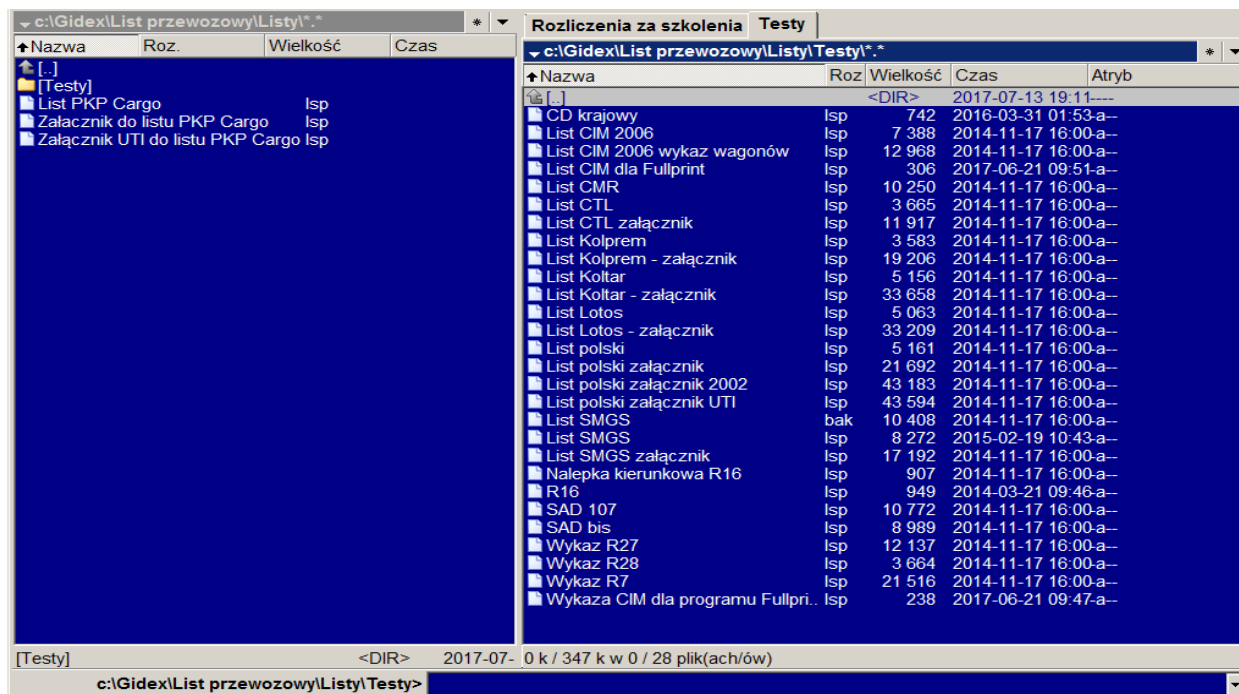 c:\Gidex\List przewozowy\Listy\*.* *
Nazwa Roz. Wielkość Czas
[..]
[Testy]
List PKP Cargo lsp
Załacznik do listu PKP Cargo lsp
Załącznik UTI do listu PKP Cargo lsp
[Testy] <DIR> 2017-07-
Rozliczenia za szkolenia Testy
c:\Gidex\List przewozowy\Listy\Testy\*.* *
Nazwa Roz Wielkość Czas Atryb
[..] <DIR> 2017-07-13 19:11----
CD krajowy lsp 742 2016-03-31 01:53-a--
List CIM 2006 lsp 7 388 2014-11-17 16:00-a--
List CIM 2006 wykaz wagonów lsp 12 968 2014-11-17 16:00-a--
List CIM dla Fullprint lsp 306 2017-06-21 09:51-a--
List CMR lsp 10 250 2014-11-17 16:00-a--
List CTL lsp 3 665 2014-11-17 16:00-a--
List CTL załącznik lsp 11 917 2014-11-17 16:00-a--
List Kolprem lsp 3 583 2014-11-17 16:00-a--
List Kolprem - załącznik lsp 19 206 2014-11-17 16:00-a--
List Koltar lsp 5 156 2014-11-17 16:00-a--
List Koltar - załącznik lsp 33 658 2014-11-17 16:00-a--
List Lotos lsp 5 063 2014-11-17 16:00-a--
List Lotos - załącznik lsp 33 209 2014-11-17 16:00-a--
List polski lsp 5 161 2014-11-17 16:00-a--
List polski załącznik lsp 21 692 2014-11-17 16:00-a--
List polski załącznik 2002 lsp 43 183 2014-11-17 16:00-a--
List polski załącznik UTI lsp 43 594 2014-11-17 16:00-a--
List SMGS bak 10 408 2014-11-17 16:00-a--
List SMGS lsp 8 272 2015-02-19 10:43-a--
List SMGS załącznik lsp 17 192 2014-11-17 16:00-a--
Nalepka kierunkowa R16 lsp 907 2014-11-17 16:00-a--
R16 lsp 949 2014-03-21 09:46-a--
SAD 107 lsp 10 772 2014-11-17 16:00-a--
SAD bis lsp 8 989 2014-11-17 16:00-a--
Wykaz R27 lsp 12 137 2014-11-17 16:00-a--
Wykaz R28 lsp 3 664 2014-11-17 16:00-a--
Wykaz R7 lsp 21 516 2014-11-17 16:00-a--
Wykaza CIM dla programu Fullpri.. lsp 238 2017-06-21 09:47-a--
0 k / 347 k w 0 / 28 plik(ach/ów)
c:\Gidex\List przewozowy\Listy\Testy>